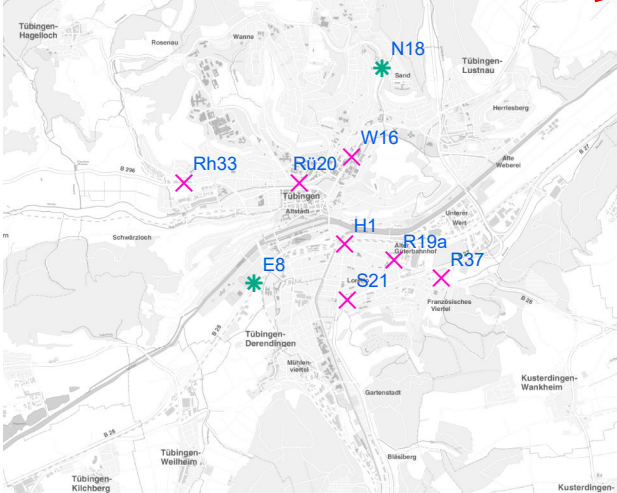 Tübingen-
Hagelloch
Rosenau
Wanne
N18
Sand
Tübingen-
Lustnau
Herrlesberg
B 27
W16
Alte
Weberei
B 296
Rh33
Rü20
Tübingen
Altstadt
Unterer
Wert
Schwärzloch
H1
Alter
Güterbahnhof
R19a
R37
E8
S21
B 28
Französisches
Viertel
B 28
Tübingen-
Derendingen
Mühlen-
viertel
Gartenstadt
Kusterdingen-
Wankheim
B 28
Tübingen-
Weilheim
Bläsiberg
Tübingen-
Kilchberg
Kusterdingen-